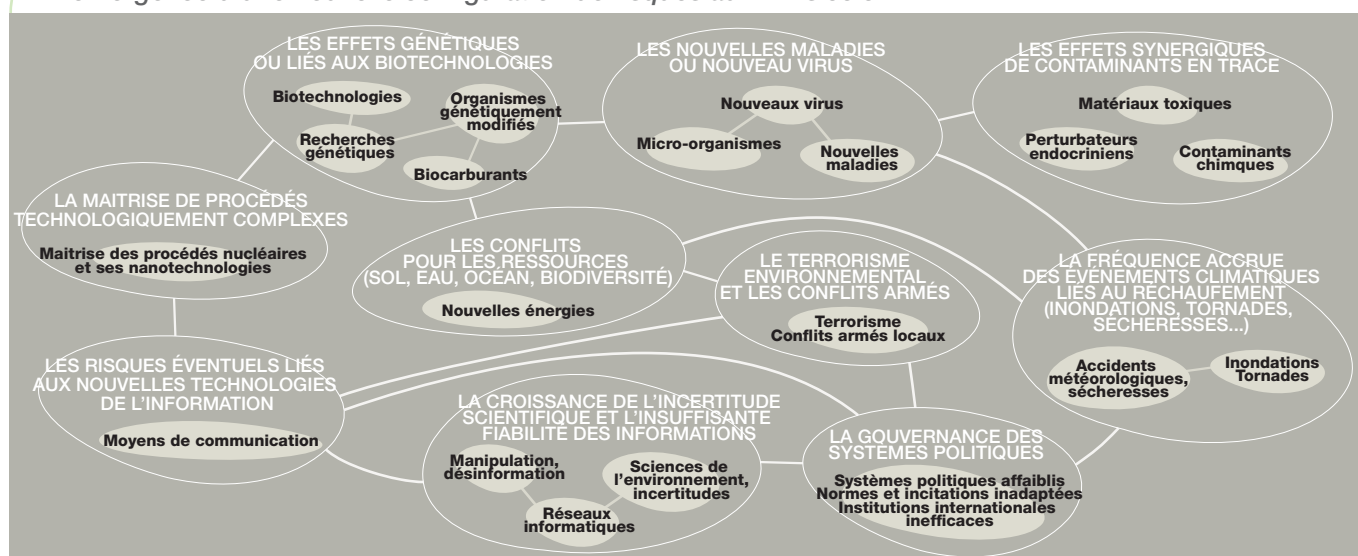 LES EFFETS GÉNÉTIQUES
OU LIÉS AUX BIOTECHNOLOGIES
Biotechnologies
Organismes
génétiquement
modifiés
Recherches
génétiques
Biocarburants
LES NOUVELLES MALADIES
OU NOUVEAU VIRUS
Nouveaux virus
Micro-organismes
Nouvelles
maladies
LES EFFETS SYNERGIQUES
DE CONTAMINANTS EN TRACE
Matériaux toxiques
Perturbateurs
endocriniens
Contaminants
chimques
LA MAITRISE DE PROCÉDÉS
TECHNOLOGIQUEMENT COMPLEXES
Maitrise des procédés nucléaires
et ses nanotechnologies
LES CONFLITS
POUR LES RESSOURCES
(SOL, EAU, OCÉAN, BIODIVERSITÉ)
Nouvelles énergies
LE TERRORISME
ENVIRONNEMENTAL
ET LES CONFLITS ARMÉS
Terrorisme
Conflits armés locaux
LA FRÉQUENCE ACCRUE
DES ÉVÉNEMENTS CLIMATIQUES
LIÉS AU RÉCHAUFEMENT
(INONDATIONS, TORNADES,
SÉCHERESSES...)
Accidents
météorologiques,
sécheresses
Inondations
Tornades
LES RISQUES ÉVENTUELS LIÉS
AUX NOUVELLES TECHNOLOGIES
DE L'INFORMATION
Moyens de communication
LA CROISSANCE DE L'INCERTITUDE
SCIENTIFIQUE ET L'INSUFFISANTE
FIABILITÉ DES INFORMATIONS
Manipulation,
désinformation
Sciences de
l'environnement,
incertitudes
Réseaux
informatiques
LA GOUVERNANCE DES
SYSTÈMES POLITIQUES
Systèmes politiques affaiblis
Normes et incitations inadaptées
Institutions internationales
inefficaces